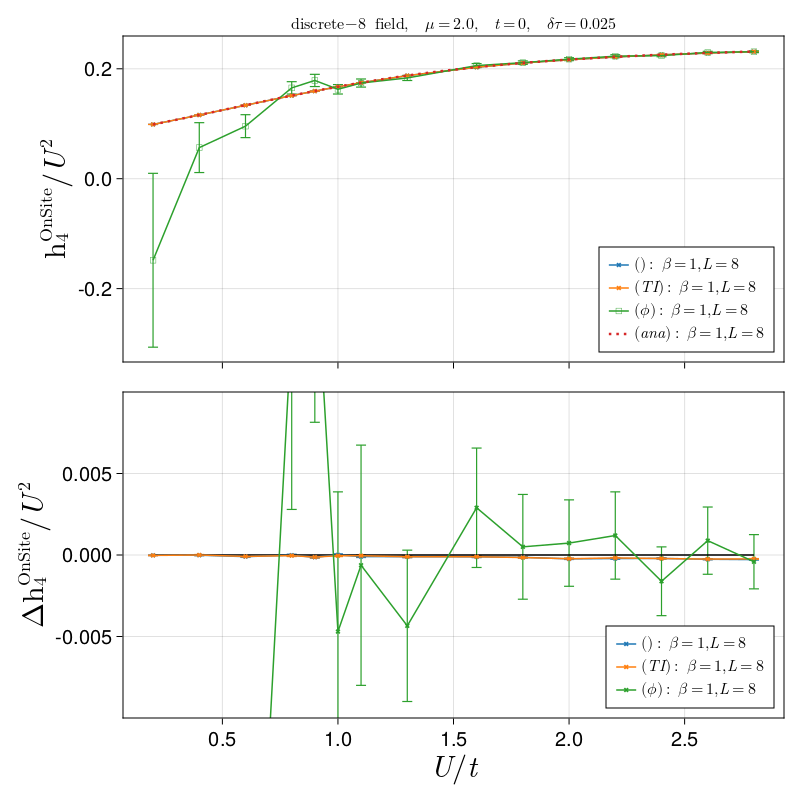 discrete−8 field, μ = 2.0, t = 0, δτ = 0.025
h₄^OnSite / U²
0.2
0.0
-0.2
() : β = 1, L = 8
(TI) : β = 1, L = 8
(ϕ) : β = 1, L = 8
(ana) : β = 1, L = 8
Δh₄^OnSite / U²
0.005
0.000
-0.005
() : β = 1, L = 8
(TI) : β = 1, L = 8
(ϕ) : β = 1, L = 8
0.5 1.0 1.5 2.0 2.5
U/t